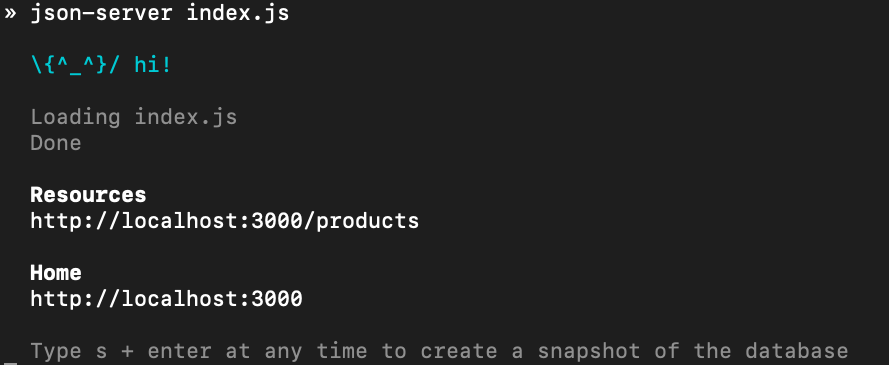 » json-server index.js
\{^_^}/ hi!
Loading index.js
Done
Resources
http://localhost:3000/products
Home
http://localhost:3000
Type s + enter at any time to create a snapshot of the database